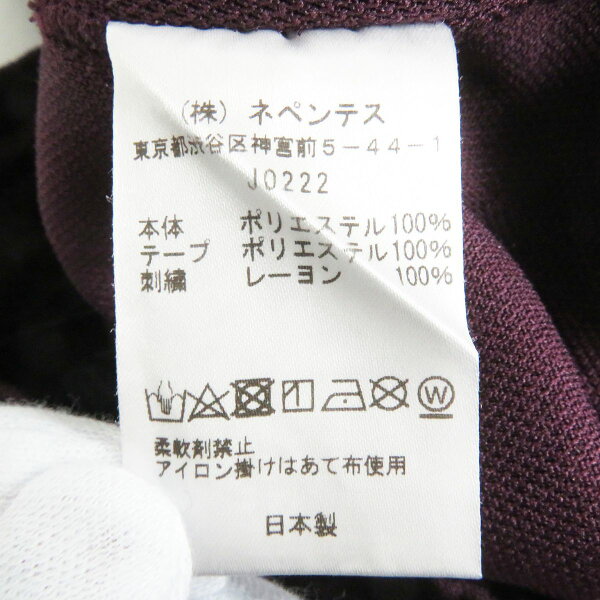 (株) ネペンテス
東京都渋谷区神宮前5-44-1
J0222
本体 ポリエステル100%
テープ ポリエステル100%
刺繍 レーヨン 100%
W
柔軟剤禁止
アイロン掛けはあて布使用
日本製